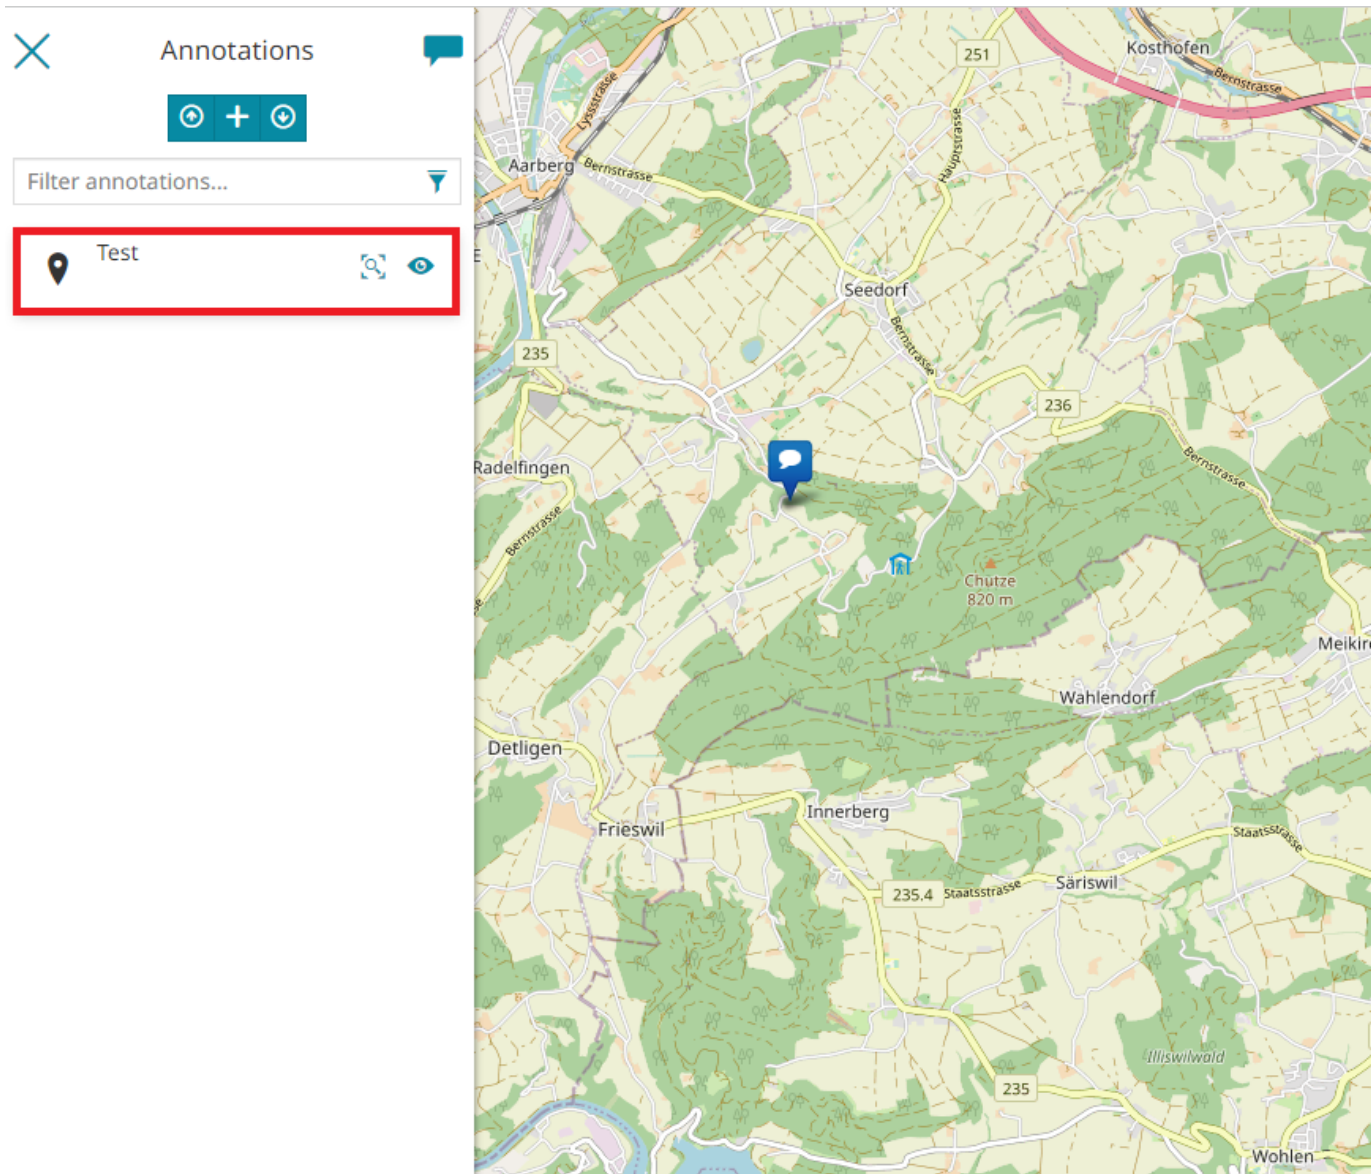 Annotations
Filter annotations...
Test
251
Kosthofen
Bernstrasse
Lyssstrasse
Aarberg
Bernstrasse
Hauptstrasse
E
Seedorf
Bernstrasse
235
236
Radelfingen
Bernstrasse
Bernstrasse
Chutze
820 m
Meikir
Wahlendorf
Detligen
Innerberg
Frieswil
Staatsstrasse
Säriswil
235.4
Staatsstrasse
Illiswilwald
235
Wohlen